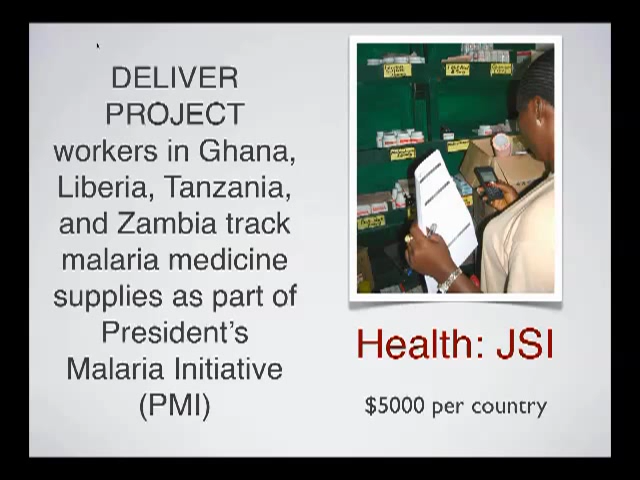 DELIVER
PROJECT
workers in Ghana,
Liberia, Tanzania,
and Zambia track
malaria medicine
supplies as part of
President's
Malaria Initiative
(PMI)
Health: JSI
$5000 per country